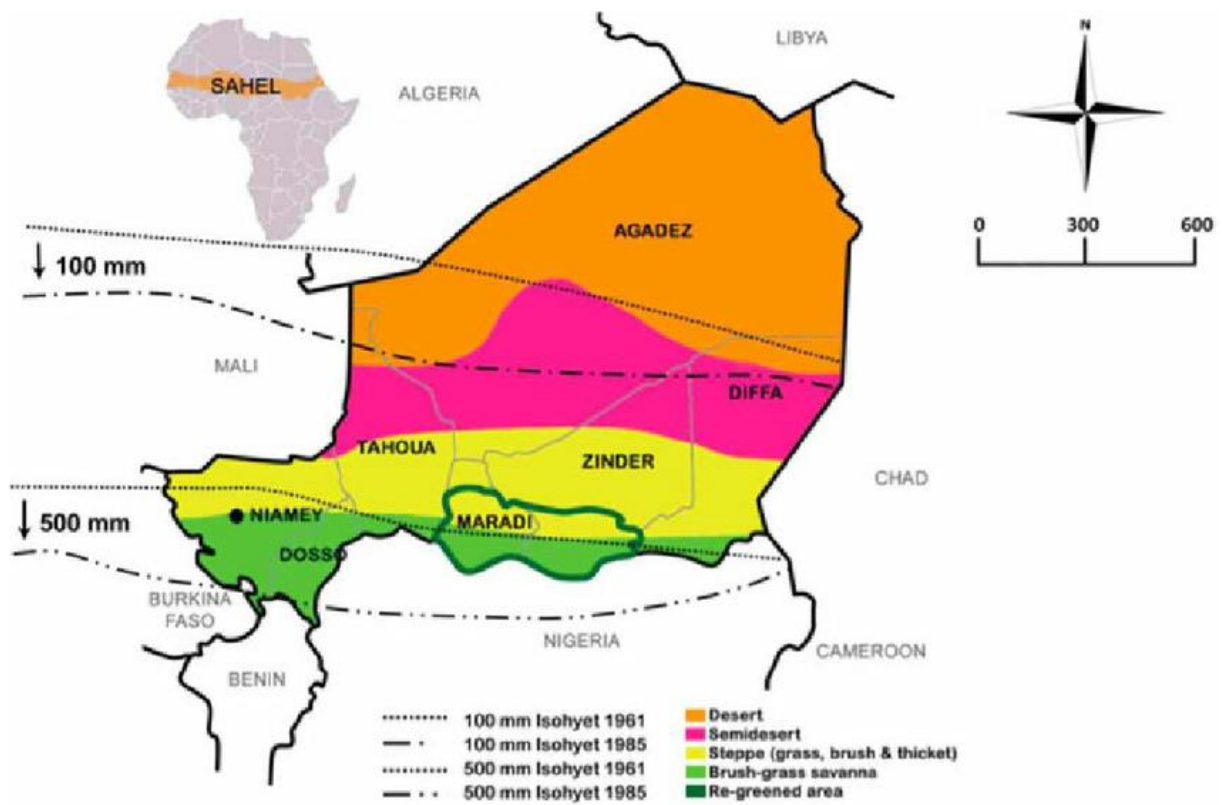 LIBYA
N
SAHEL
ALGERIA
0 300 600
AGADEZ
100 mm
MALI
DIFFA
TAHOUA
ZINDER
CHAD
500 mm
NIAMEY
MARADI
DOSSO
BURKINA
FASO
NIGERIA
CAMEROON
BENIN
100 mm Isohyet 1961
100 mm Isohyet 1985
500 mm Isohyet 1961
500 mm Isohyet 1985
Desert
Semidesert
Steppe (grass, brush & thicket)
Brush-grass savanna
Re-greened area